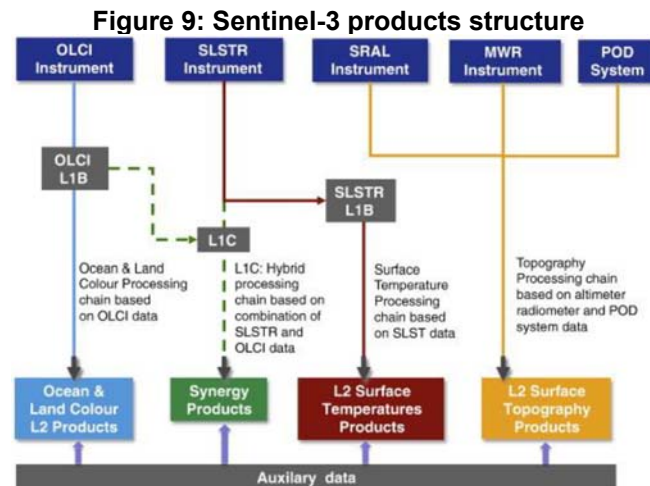 Figure 9: Sentinel-3 products structure
OLCI
Instrument
SLSTR
Instrument
SRAL
Instrument
MWR
Instrument
POD
System
OLCI
L1B
SLSTR
L1B
L1C
Ocean & Land
Colour Processing
chain based
on OLCI data
L1C: Hybrid
processing
chain based on
combination of
SLSTR and
OLCI data
Surface
Temperature
Processing
chain based
on SLST data
Topography
Processing chain
based on altimeter
radiometer and POD
system data
Ocean &
Land Colour
L2 Products
Synergy
Products
L2 Surface
Temperatures
Products
L2 Surface
Topography
Products
Auxilary data